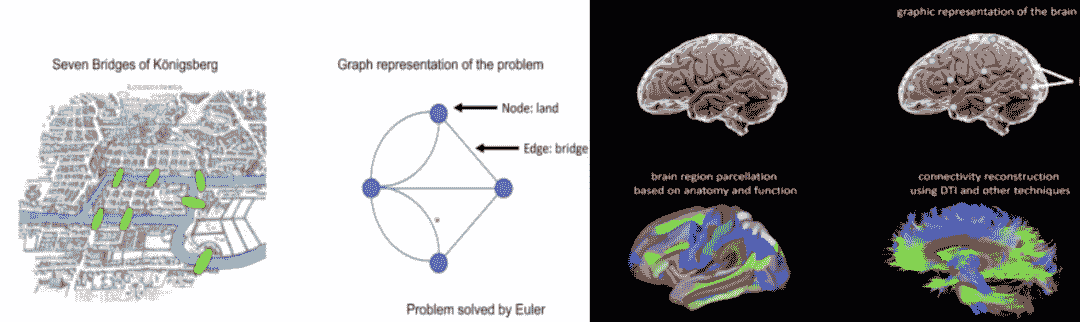 Seven Bridges of Königsberg
Graph representation of the problem
Node: land
Edge: bridge
Problem solved by Euler
graphic representation of the brain
brain region parcellation
based on anatomy and function
connectivity reconstruction
using DTI and other techniques